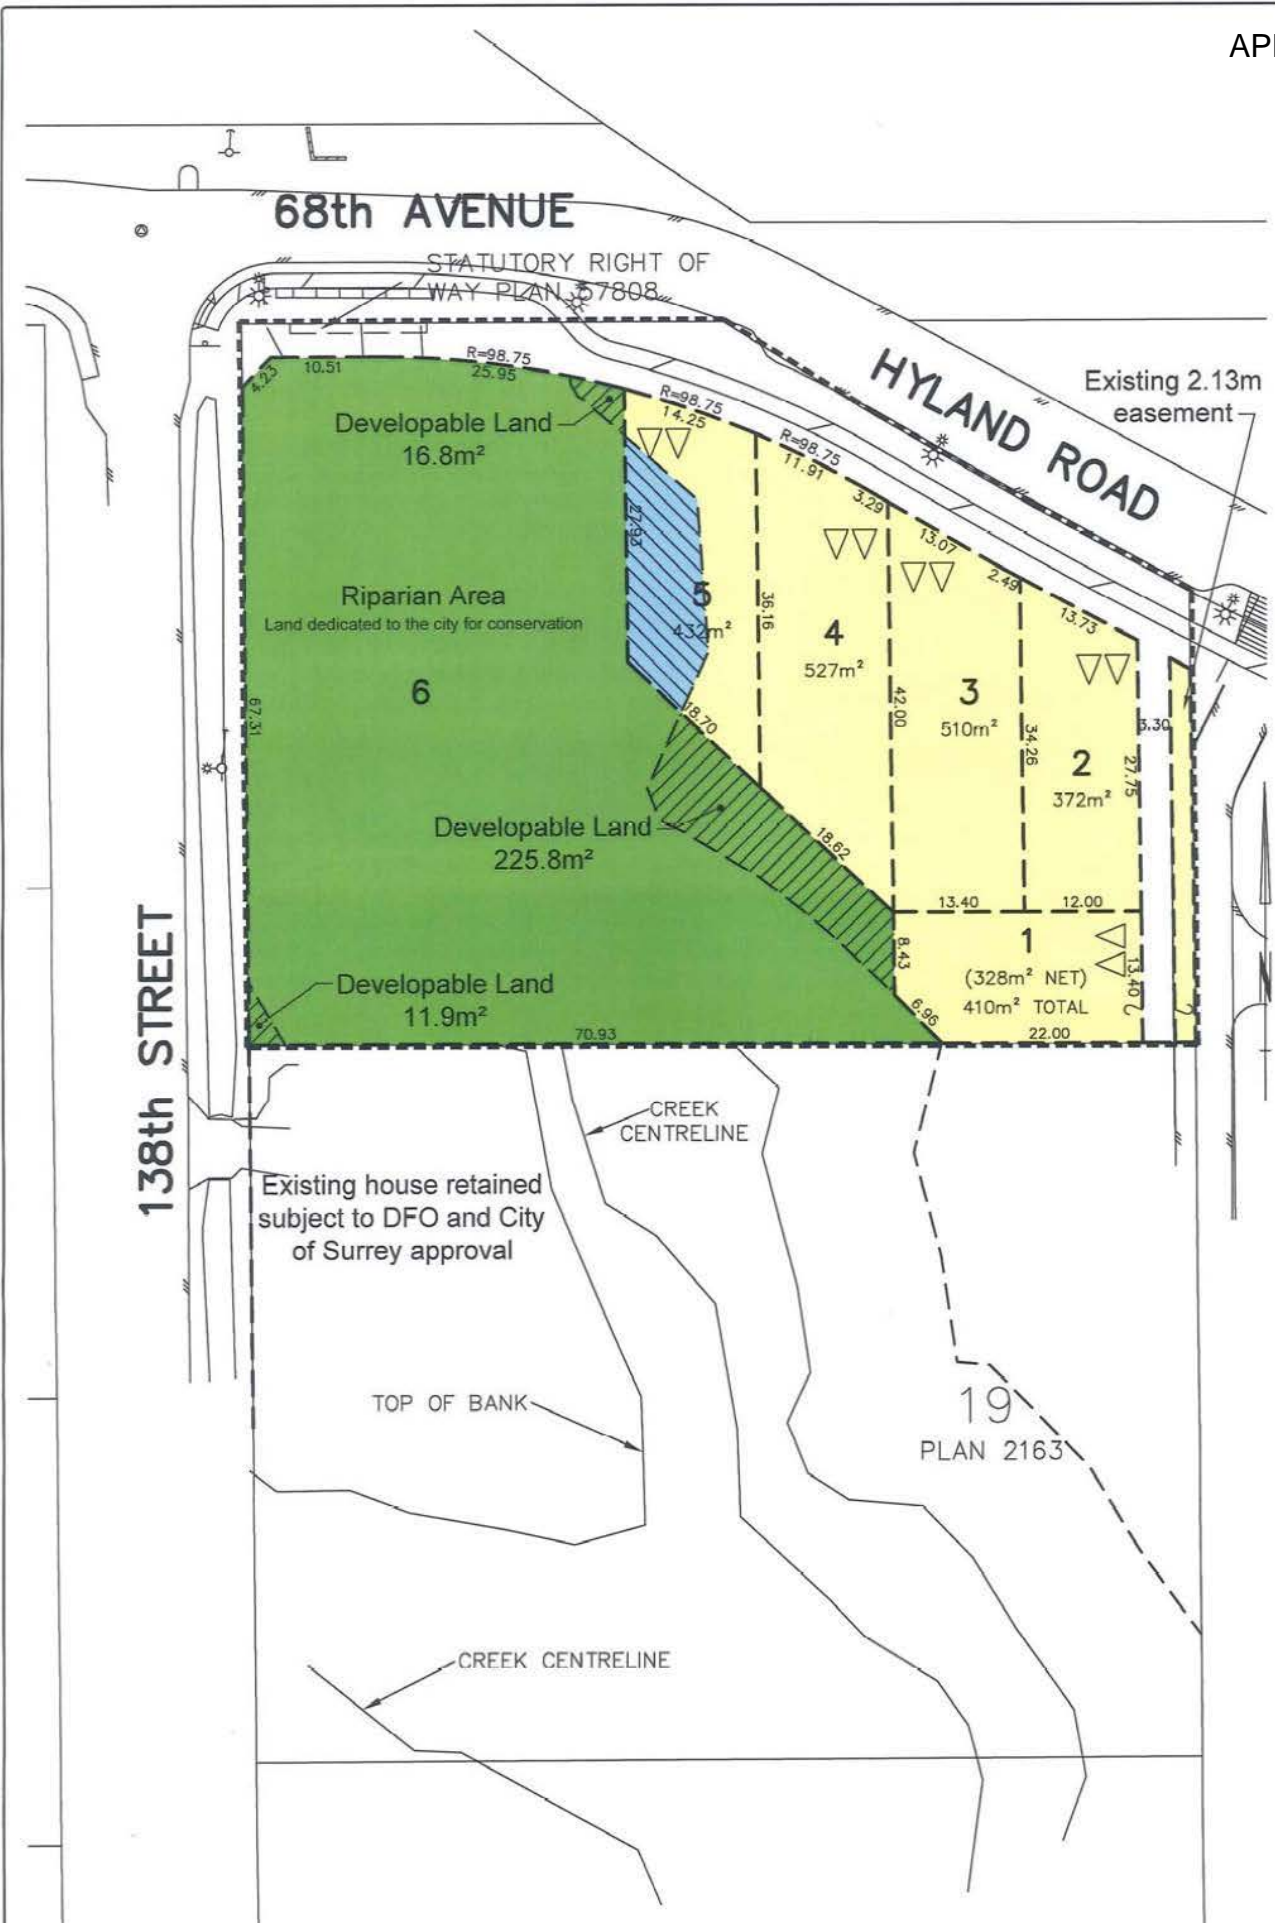 68th AVENUE
STATUTORY RIGHT OF
WAY PLAN 67808
HYLAND ROAD
Existing 2.13m
easement
R=98.75
4.23
10.51
25.95
R=98.75
14.25
R=98.75
11.91
3.29
13.07
2.49
13.73
Developable Land
16.8m²
27.93
Riparian Area
Land dedicated to the city for conservation
6
67.31
5
432m²
36.16
4
527m²
42.00
3
510m²
34.26
2
372m²
27.75
3.30
18.70
Developable Land
225.8m²
18.62
13.40
12.00
8.43
1
(328m² NET)
410m² TOTAL
13.40
6.96
22.00
Developable Land
11.9m²
70.93
138th STREET
N
CREEK
CENTRELINE
Existing house retained
subject to DFO and City
of Surrey approval
TOP OF BANK
19
PLAN 2163
CREEK CENTRELINE